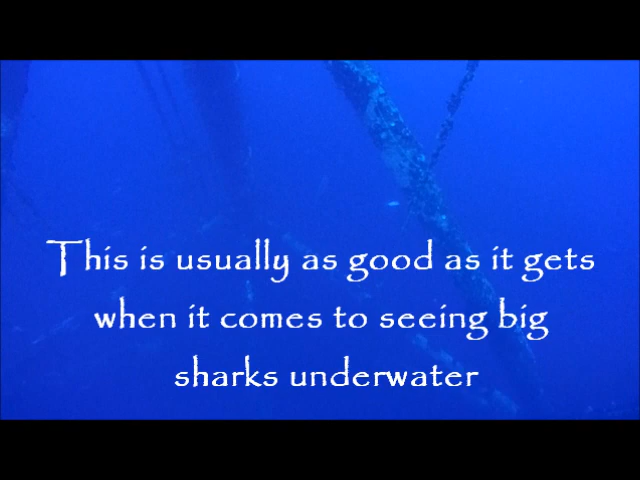 This is usually as good as it gets
when it comes to seeing big
sharks underwater